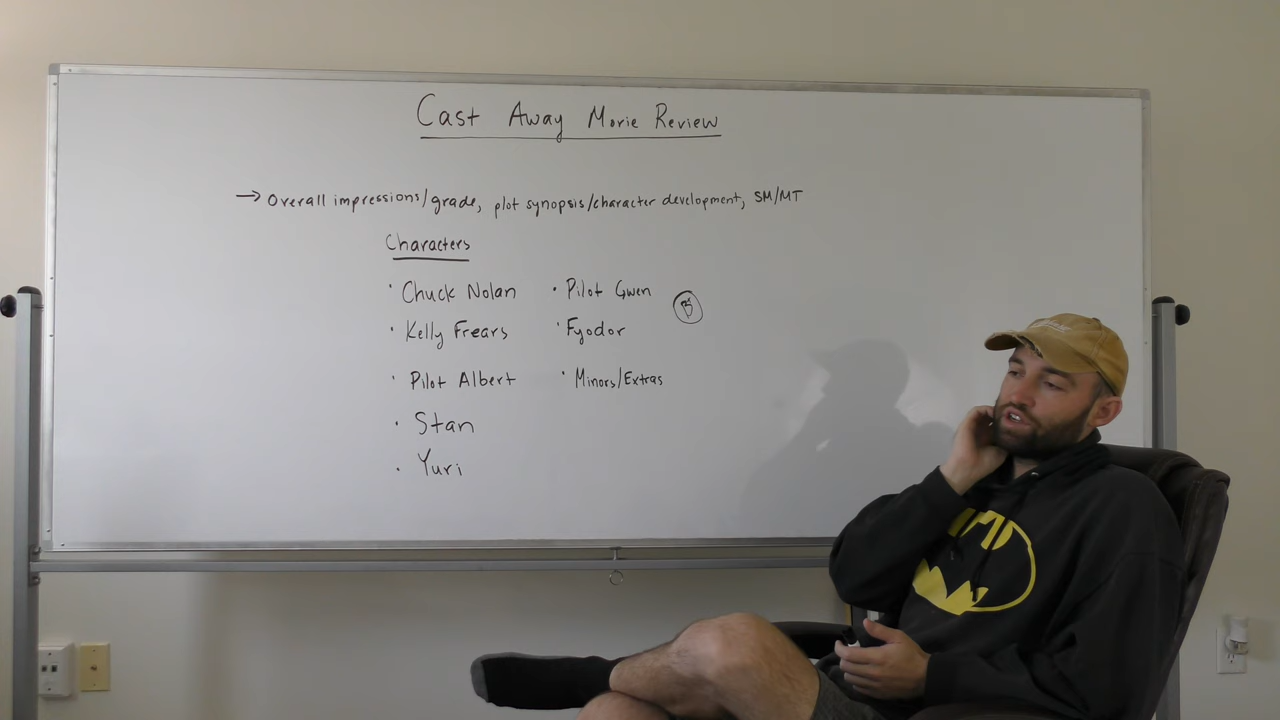 Cast Away Movie Review
→ Overall impressions/grade, plot synopsis/character development, SM/MT
Characters
· Chuck Nolan
· Kelly Frears
· Pilot Albert
· Stan
· Yuri
· Pilot Gwen
· Fyodor
· Minors/Extras